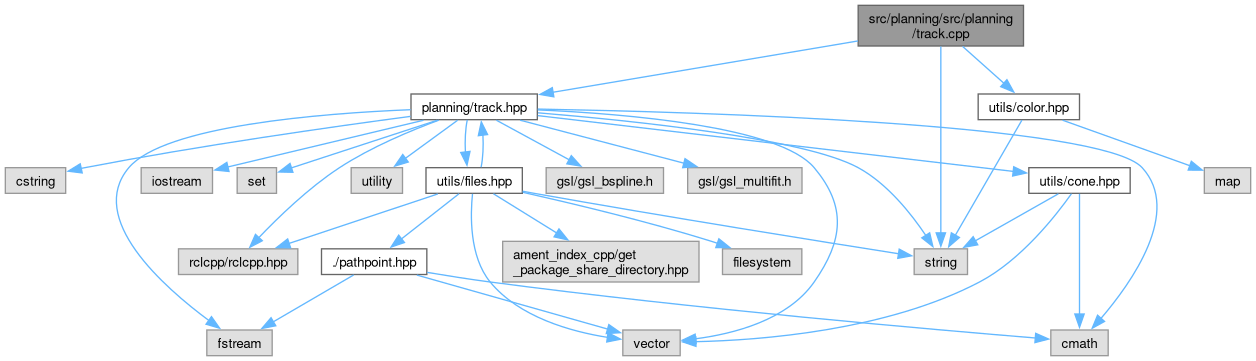 src/planning/src/planning
/track.cpp
planning/track.hpp
utils/color.hpp
cstring
iostream
set
utility
utils/files.hpp
gsl/gsl_bspline.h
gsl/gsl_multifit.h
utils/cone.hpp
map
rclcpp/rclcpp.hpp
./pathpoint.hpp
ament_index_cpp/get
_package_share_directory.hpp
filesystem
string
fstream
vector
cmath